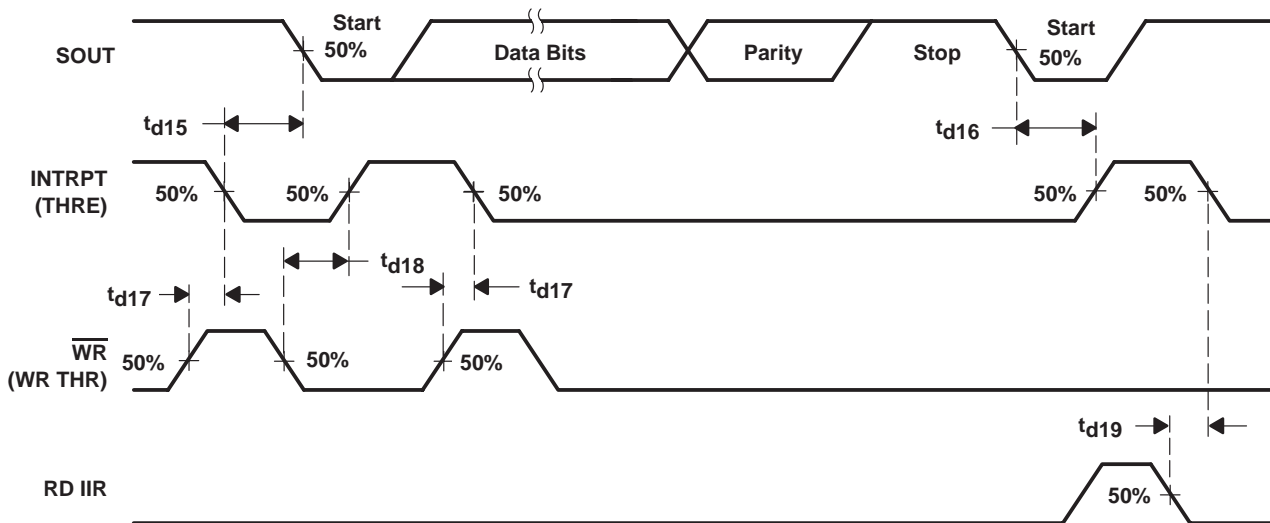 Start
Start
SOUT
50%
Data Bits
Parity
Stop
50%
td15
td16
INTRPT
(THRE)
50%
50%
50%
50%
50%
td18
td17
td17
WR
(WR THR)
50%
50%
50%
td19
RD IIR
50%